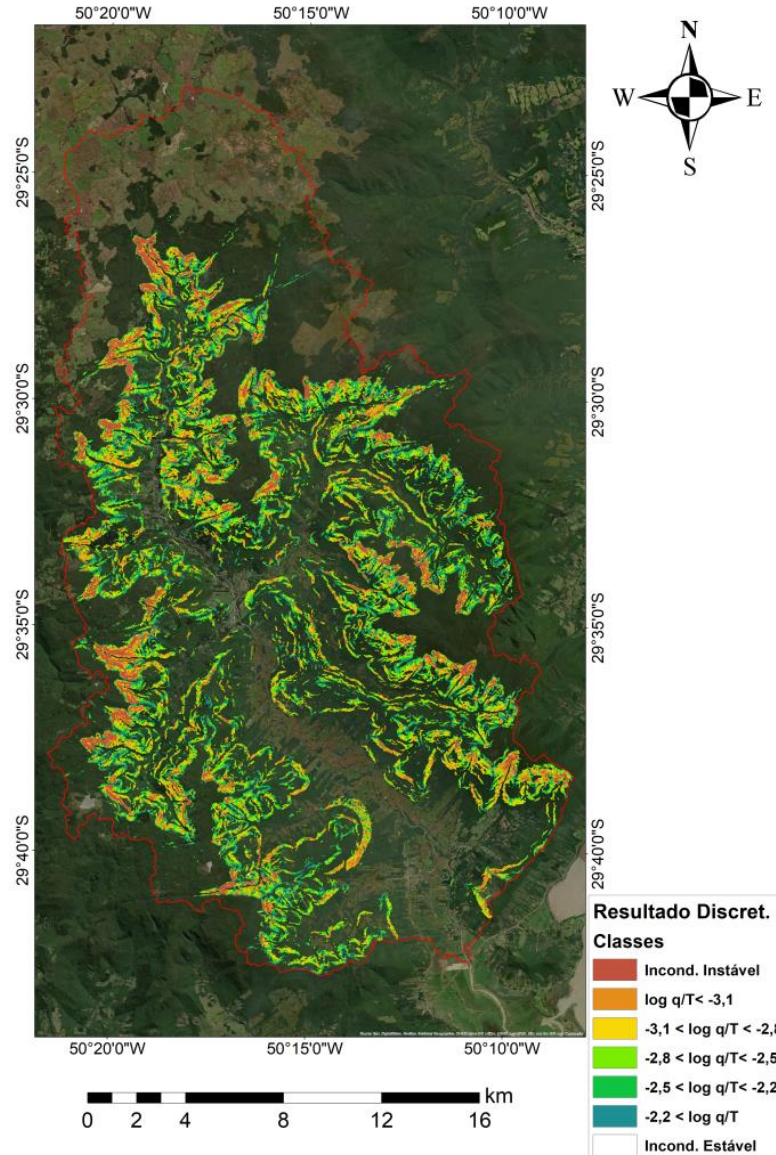 50°20'0"W 50°15'0"W 50°10'0"W
N
W E
S
29°25'0"S 29°25'0"S
29°30'0"S 29°30'0"S
29°35'0"S 29°35'0"S
29°40'0"S 29°40'0"S
50°20'0"W 50°15'0"W 50°10'0"W
km
0 2 4 8 12 16
Resultado Discret.
Classes
Incond. Instável
log q/T< -3,1
-3,1 < log q/T < -2,8
-2,8 < log q/T< -2,5
-2,5 < log q/T< -2,2
-2,2 < log q/T
Incond. Estável